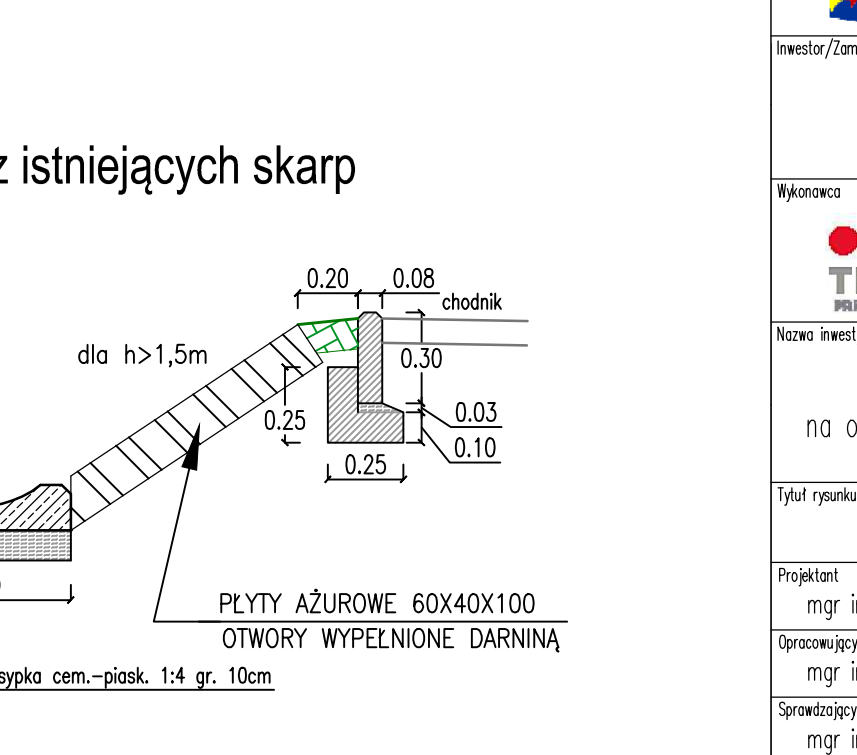 z istniejących skarp
0.20
0.08
chodnik
dla h>1,5m
0.30
0.25
0.03
0.10
0.25
PŁYTY AŻUROWE 60X40X100
OTWORY WYPEŁNIONE DARNINĄ
sypka cem.-piask. 1:4 gr. 10cm
Inwestor/Zam
Wykonawca
Nazwa inwest
na o
Tytuł rysunku
Projektant
mgr i
Opracowujący
mgr i
Sprawdzający
mgr i